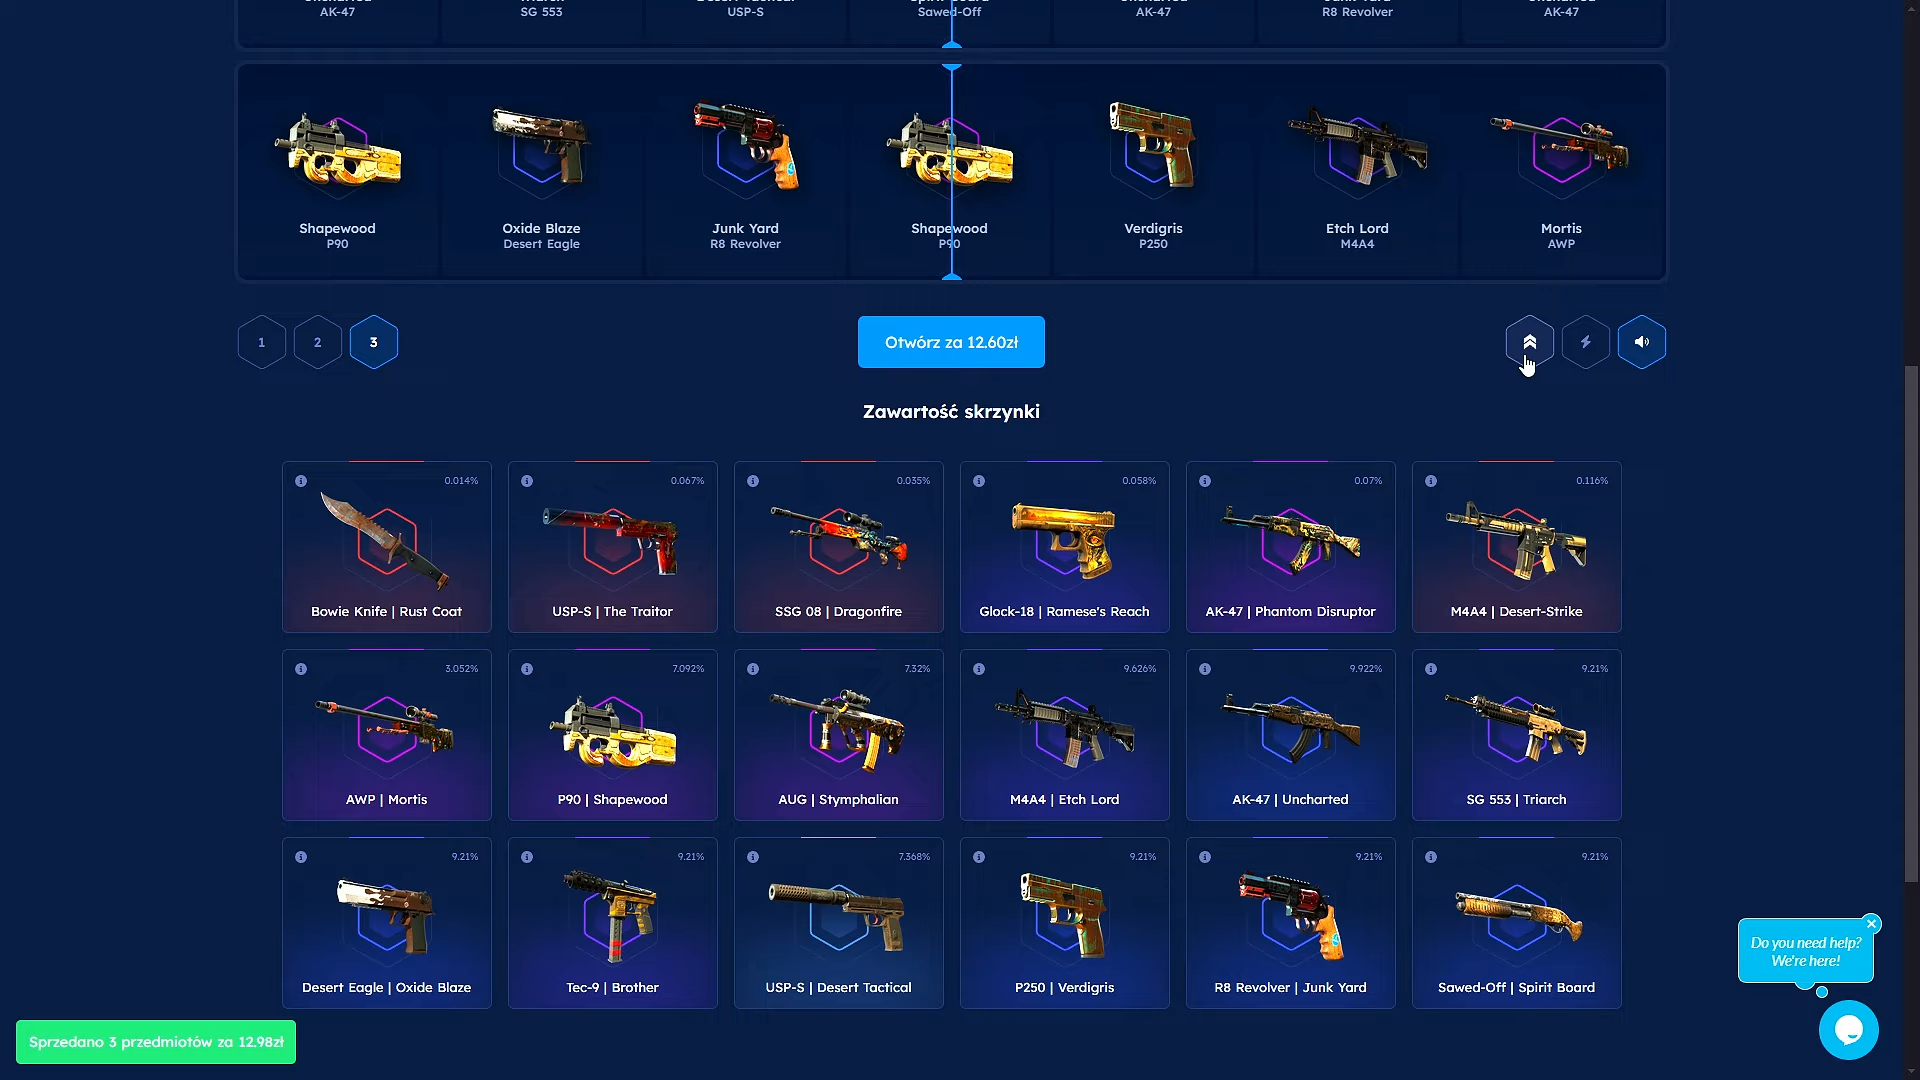 AK-47
SG 553
USP-S
Sawed-Off
AK-47
R8 Revolver
AK-47
Shapewood
P90
Oxide Blaze
Desert Eagle
Junk Yard
R8 Revolver
Shapewood
P90
Verdigris
P250
Etch Lord
M4A4
Mortis
AWP
1
2
3
Otwórz za 12.60zł
Zawartość skrzynki
0.014%
Bowie Knife | Rust Coat
0.067%
USP-S | The Traitor
0.035%
SSG 08 | Dragonfire
0.058%
Glock-18 | Ramese's Reach
0.07%
AK-47 | Phantom Disruptor
0.116%
M4A4 | Desert-Strike
3.052%
AWP | Mortis
7.092%
P90 | Shapewood
7.32%
AUG | Stymphalian
9.626%
M4A4 | Etch Lord
9.922%
AK-47 | Uncharted
9.21%
SG 553 | Triarch
9.21%
Desert Eagle | Oxide Blaze
9.21%
Tec-9 | Brother
7.368%
USP-S | Desert Tactical
9.21%
P250 | Verdigris
9.21%
R8 Revolver | Junk Yard
9.21%
Sawed-Off | Spirit Board
Do you need help?
We're here!
Sprzedano 3 przedmiotów za 12.98zł